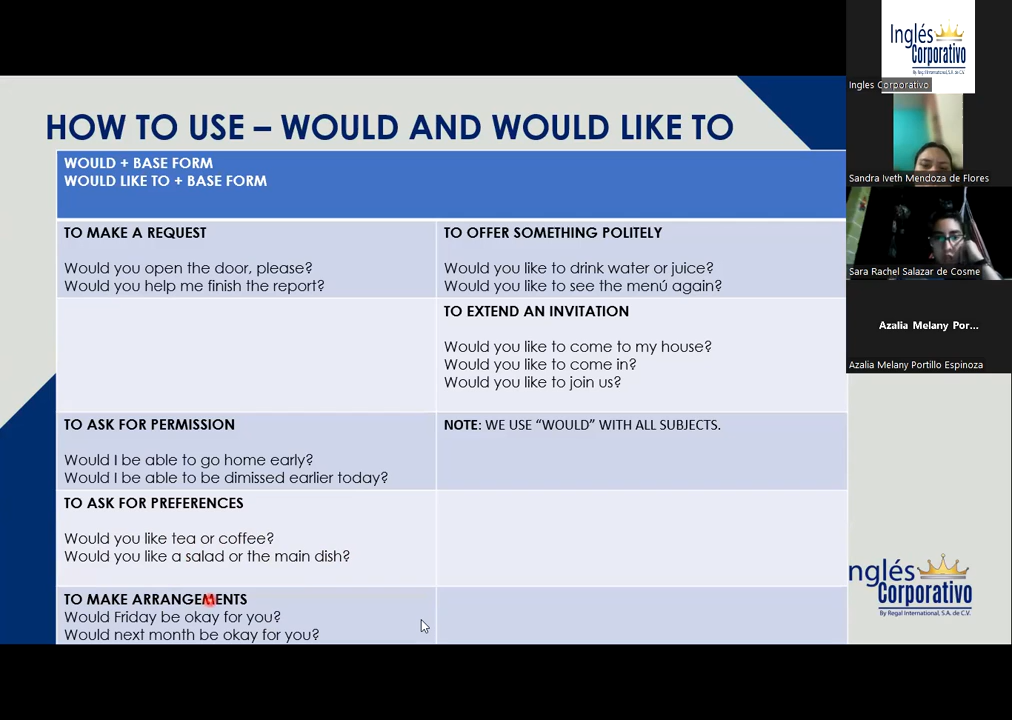 HOW TO USE – WOULD AND WOULD LIKE TO
WOULD + BASE FORM
WOULD LIKE TO + BASE FORM
TO MAKE A REQUEST
Would you open the door, please?
Would you help me finish the report?
TO OFFER SOMETHING POLITELY
Would you like to drink water or juice?
Would you like to see the menú again?
TO EXTEND AN INVITATION
Would you like to come to my house?
Would you like to come in?
Would you like to join us?
TO ASK FOR PERMISSION
Would I be able to go home early?
Would I be able to be dimissed earlier today?
NOTE: WE USE “WOULD” WITH ALL SUBJECTS.
TO ASK FOR PREFERENCES
Would you like tea or coffee?
Would you like a salad or the main dish?
TO MAKE ARRANGEMENTS
Would Friday be okay for you?
Would next month be okay for you?
Inglés
Corporativo
By Regal International, S.A. de C.V.
Ingles Corporativo
Sandra Iveth Mendoza de Flores
Sara Rachel Salazar de Cosme
Azalia Melany Por...
Azalia Melany Portillo Espinoza
Inglés
Corporativo
By Regal International, S.A. de C.V.